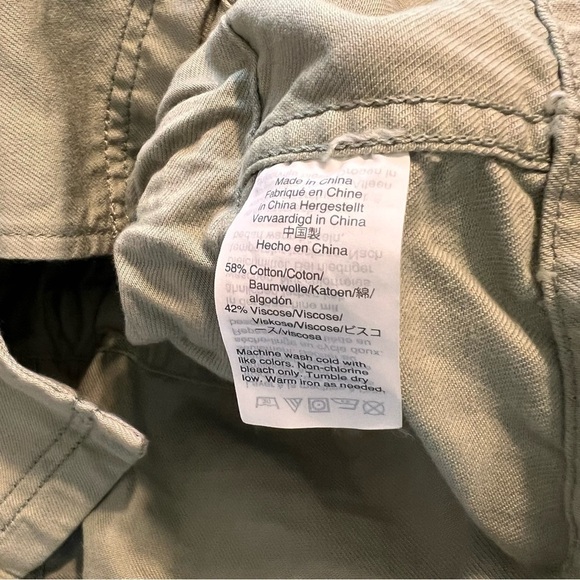 Made in China
Fabriqué en Chine
in China Hergestellt
Vervaardigd in China
中国製
Hecho en China
58% Cotton/Coton/
Baumwolle/Katoen/綿/
algodón
42% Viscose/Viscose/
Viskose/Viscose/ビスコ
ース/viscosa
Machine wash cold with
like colors. Non-chlorine
bleach only. Tumble dry
low. Warm iron as needed.